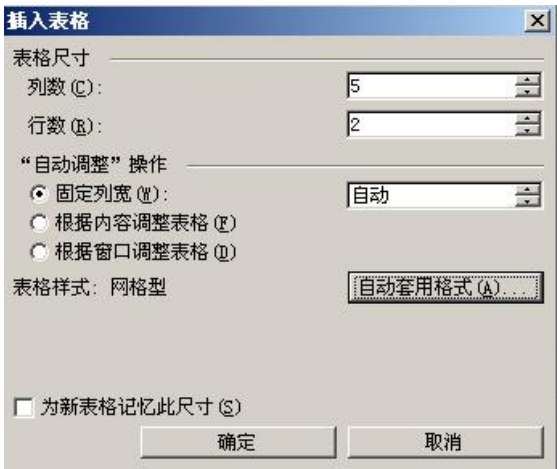 插入表格
表格尺寸
列数(C): 5
行数(R): 2
“自动调整”操作
固定列宽(W): 自动
根据内容调整表格(F)
根据窗口调整表格(D)
表格样式: 网格型 自动套用格式(A)...
为新表格记忆此尺寸(S)
确定 取消